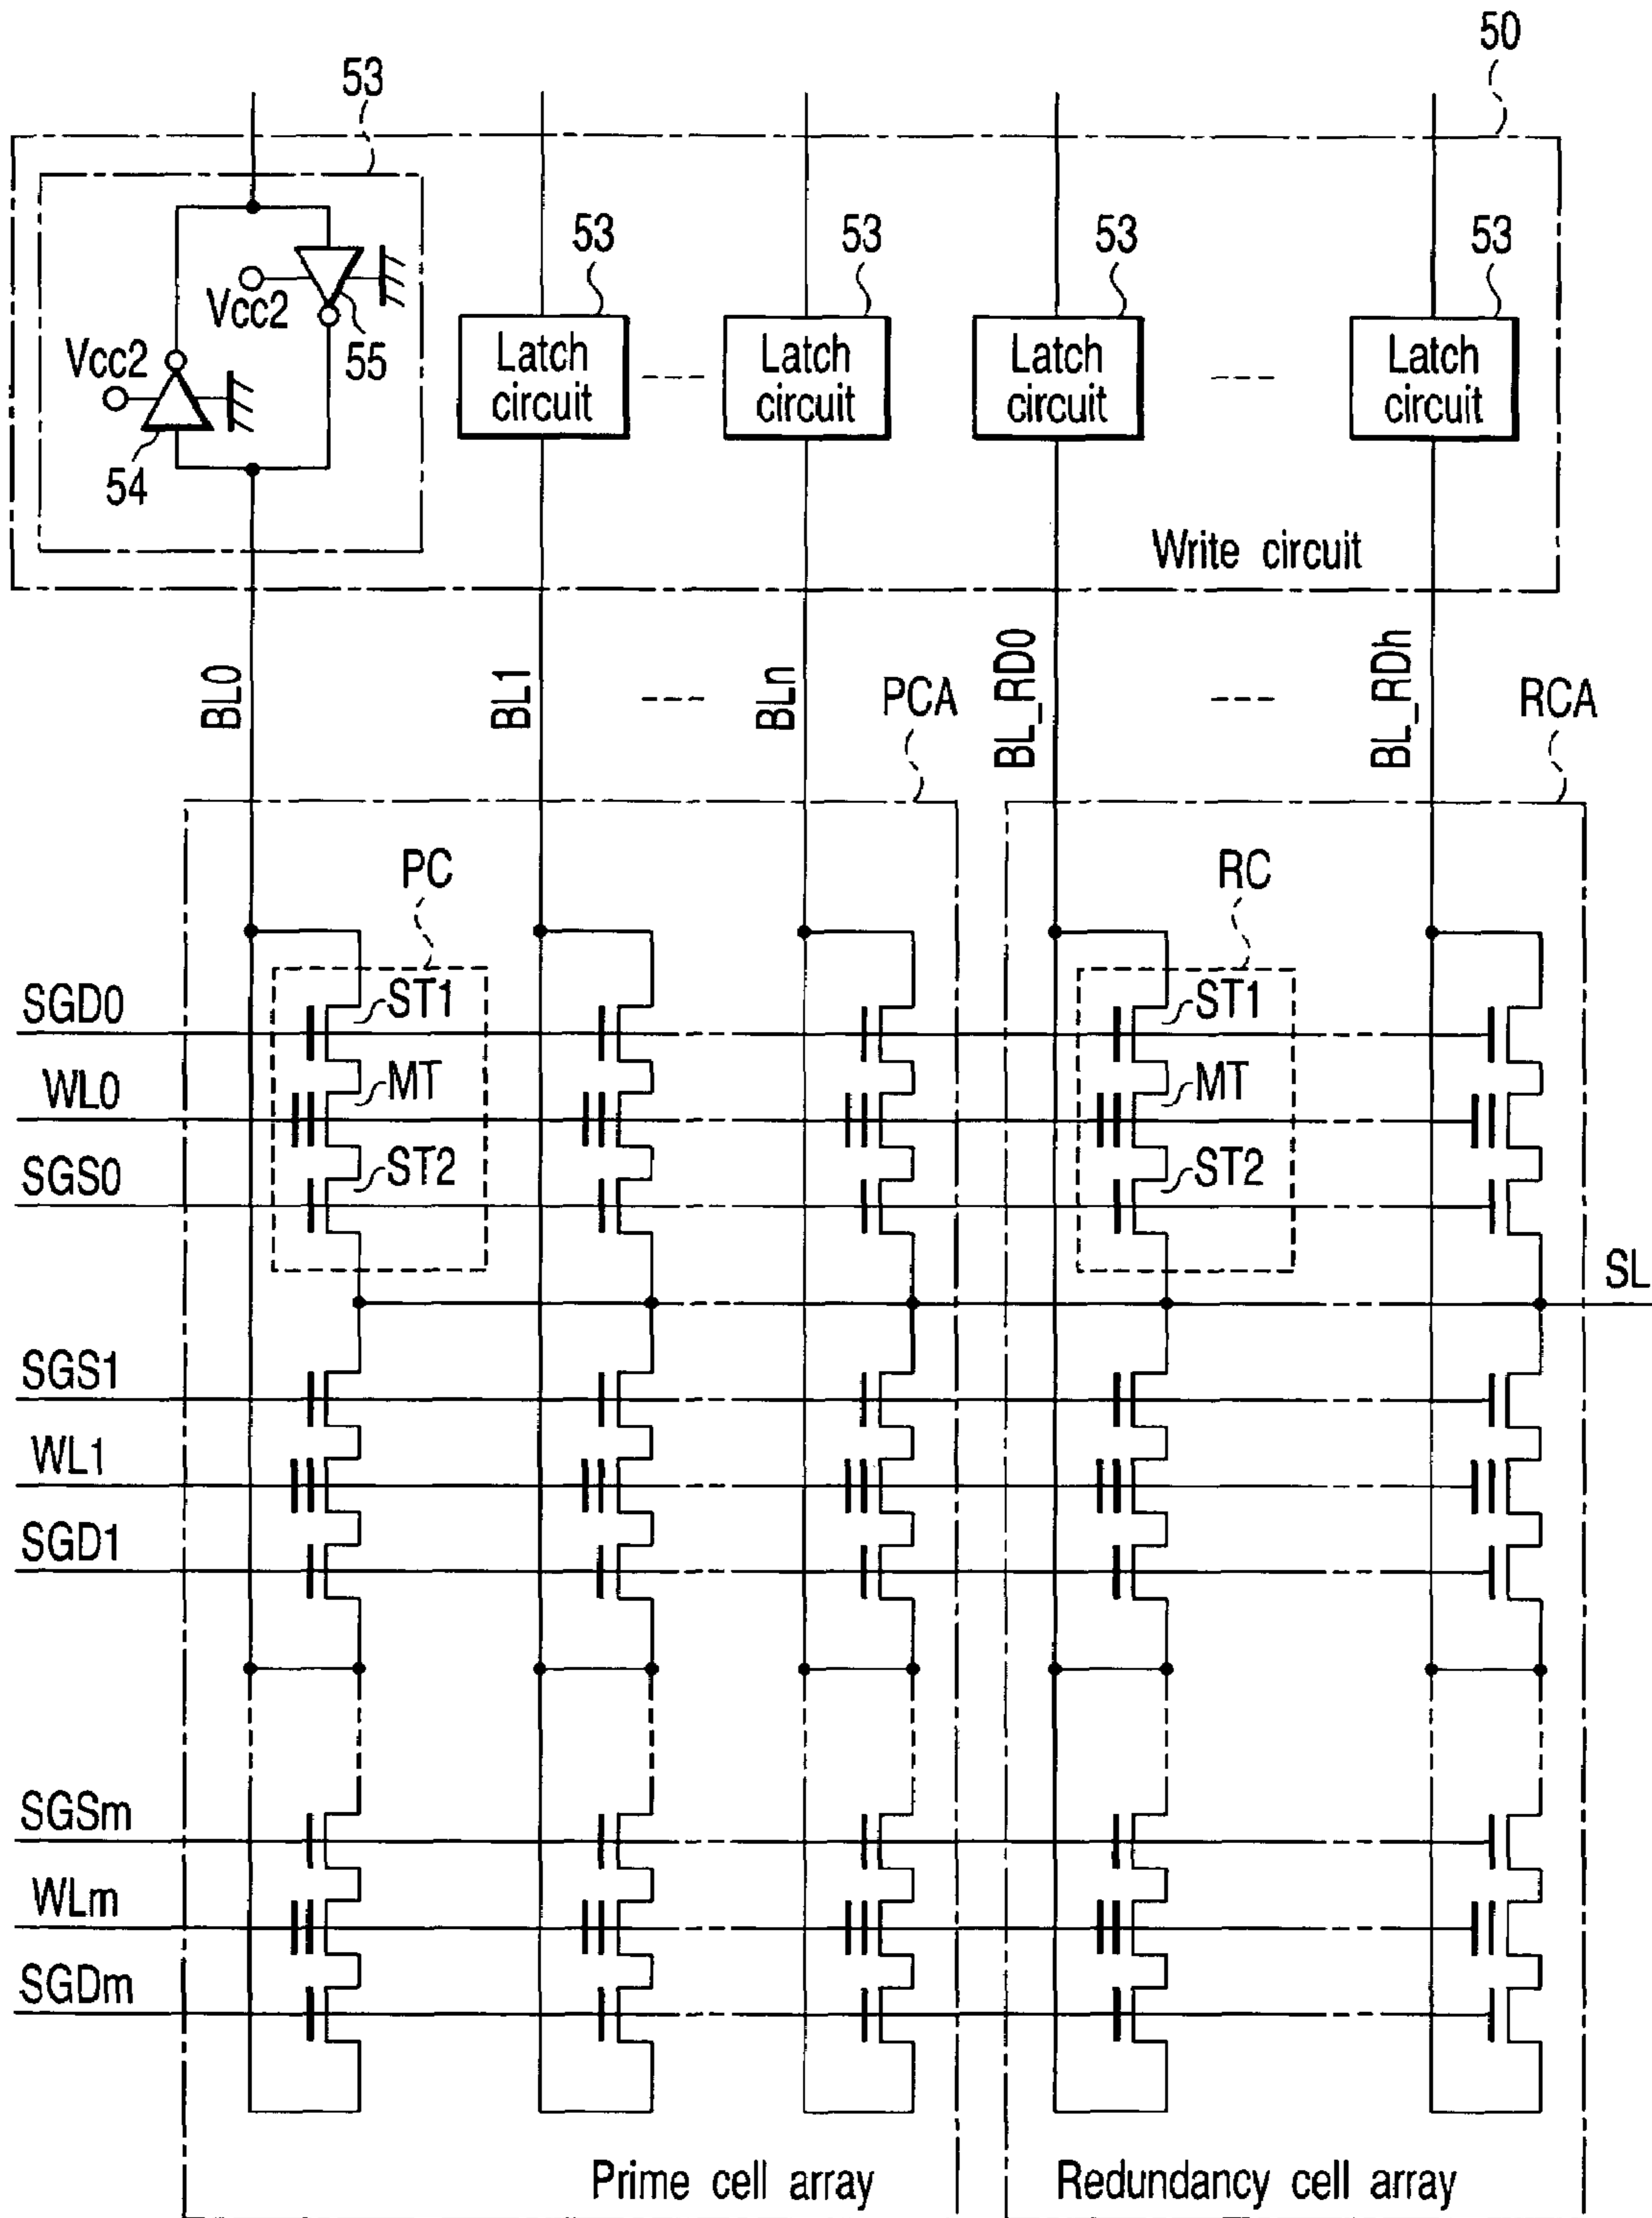 50
53
53
53
53
53
Vcc2
55
Vcc2
54
Latch circuit
Latch circuit
Latch circuit
Latch circuit
Write circuit
BL0
BL1
BLn
BL_RD0
BL_RDh
PCA
RCA
PC
RC
SGD0
ST1
ST1
WL0
MT
MT
SGS0
ST2
ST2
SL
SGS1
WL1
SGD1
SGSm
WLm
SGDm
Prime cell array
Redundancy cell array